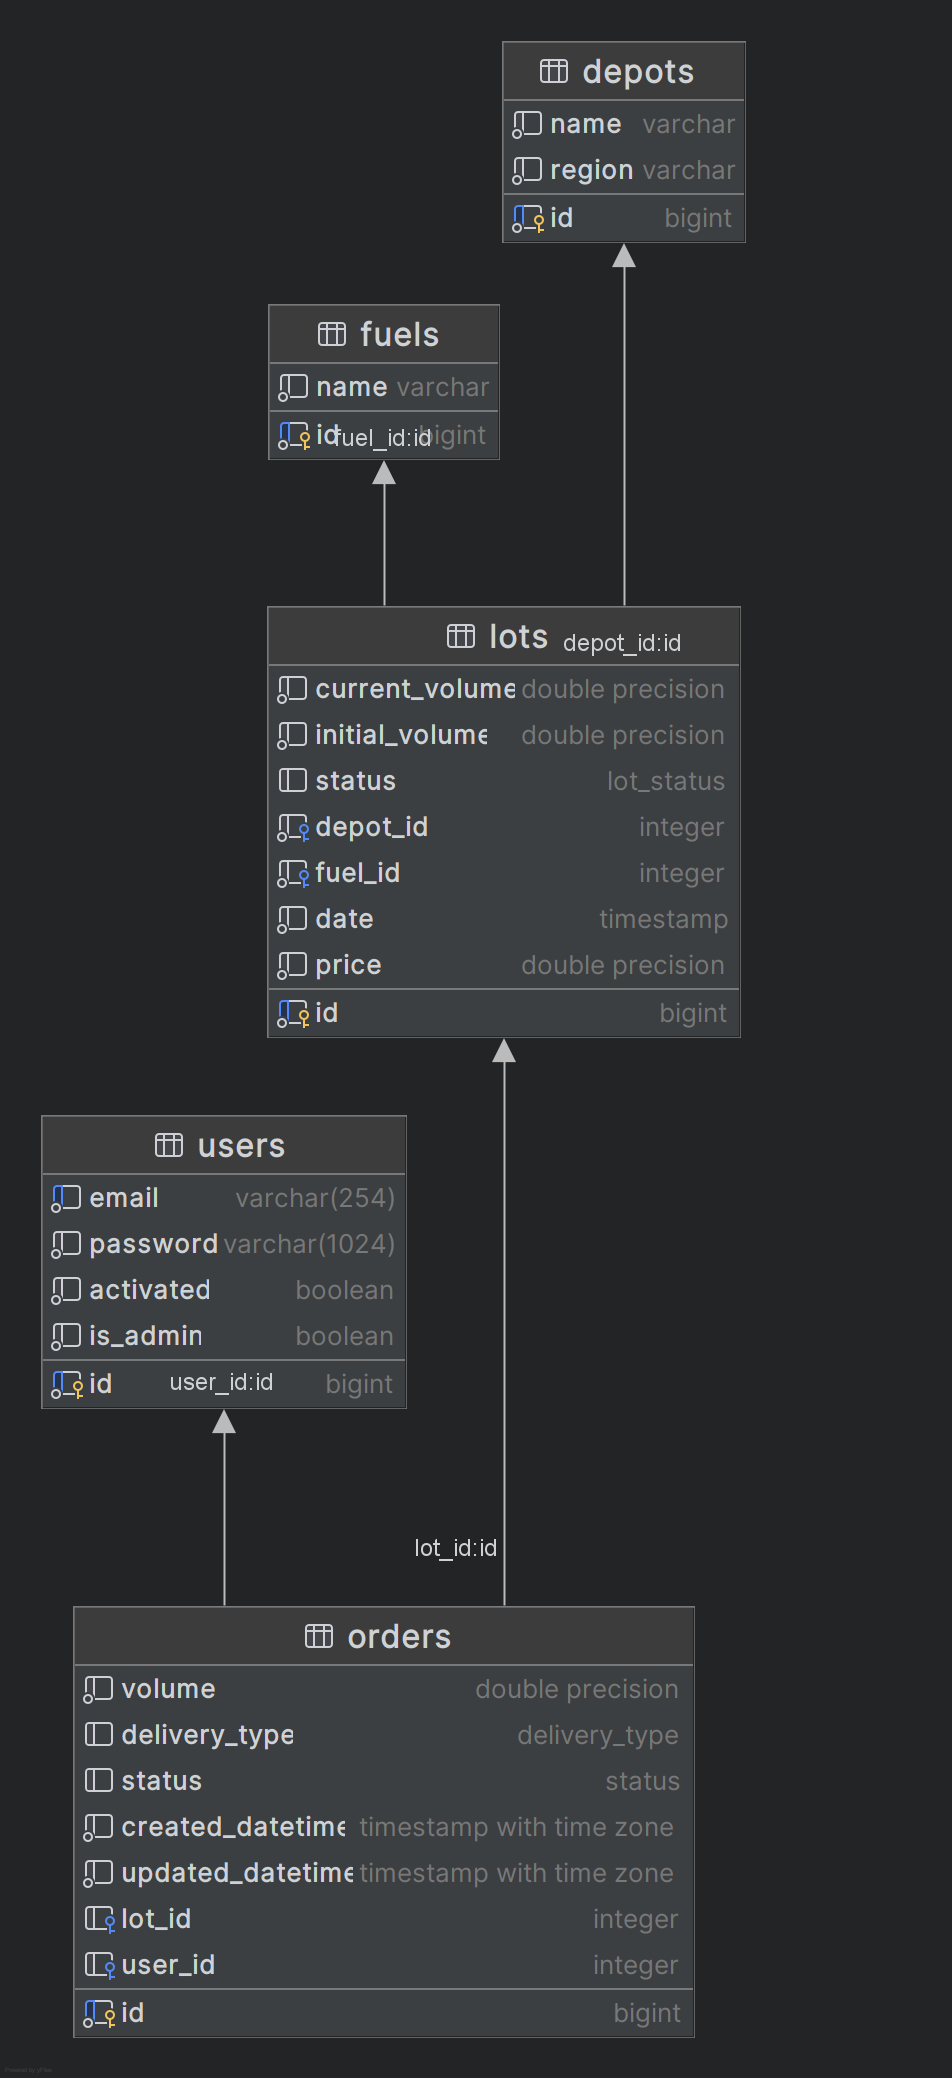 depots
name varchar
region varchar
id bigint
fuels
name varchar
id bigint
fuel_id:id
lots
depot_id:id
current_volume double precision
initial_volume double precision
status lot_status
depot_id integer
fuel_id integer
date timestamp
price double precision
id bigint
users
email varchar(254)
password varchar(1024)
activated boolean
is_admin boolean
id bigint
user_id:id
lot_id:id
orders
volume double precision
delivery_type delivery_type
status status
created_datetime timestamp with time zone
updated_datetime timestamp with time zone
lot_id integer
user_id integer
id bigint
Powered by yFiles